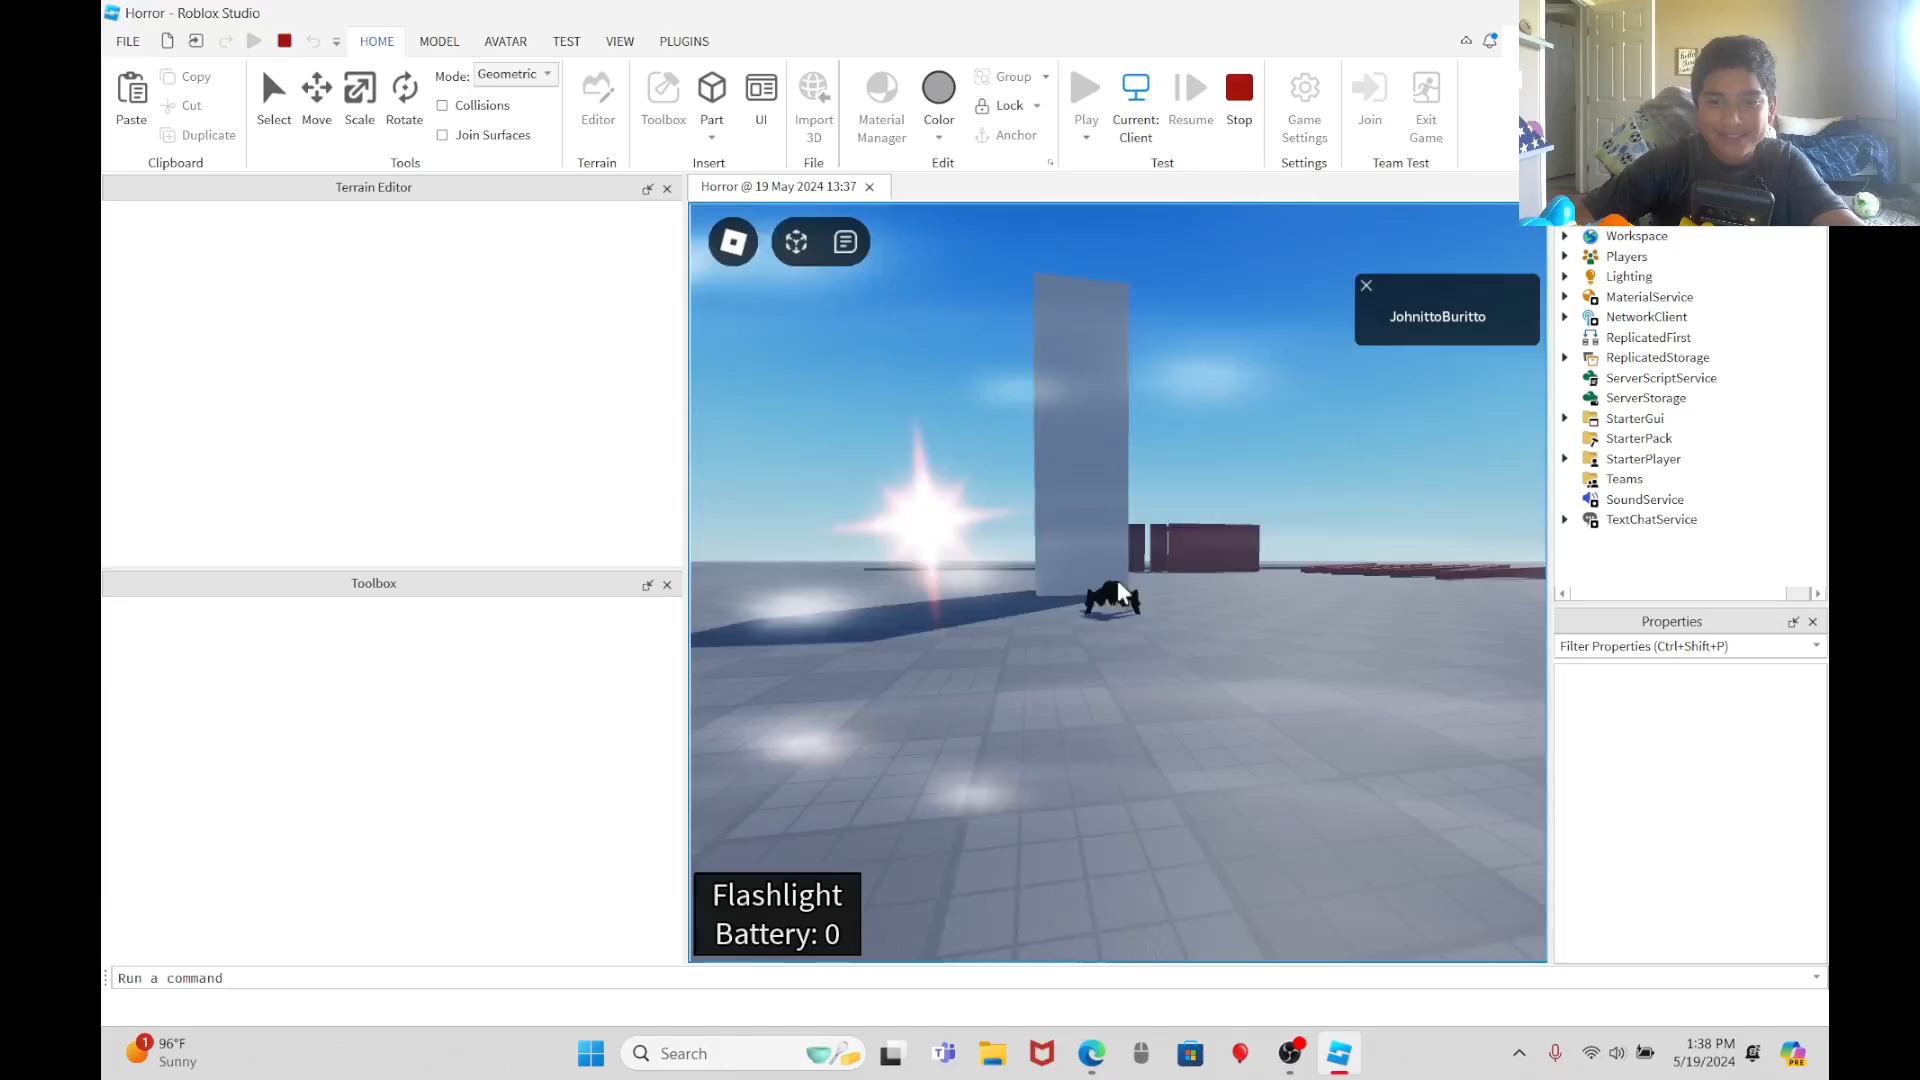 Horror - Roblox Studio
FILE HOME MODEL AVATAR TEST VIEW PLUGINS
Paste Copy Cut Duplicate
Clipboard
Select Move Scale Rotate
Mode: Geometric
Collisions
Join Surfaces
Tools
Editor
Terrain
Toolbox Part UI
Insert
Import 3D
File
Material Manager
Color
Group
Lock
Anchor
Edit
Play
Current: Client
Resume
Stop
Test
Game Settings
Settings
Join
Exit Game
Team Test
Terrain Editor
Horror @ 19 May 2024 13:37
JohnittoBuritto
Flashlight
Battery: 0
Toolbox
Workspace
Players
Lighting
MaterialService
NetworkClient
ReplicatedFirst
ReplicatedStorage
ServerScriptService
ServerStorage
StarterGui
StarterPack
StarterPlayer
Teams
SoundService
TextChatService
Properties
Filter Properties (Ctrl+Shift+P)
Run a command
1
96°F
Sunny
Search
1:38 PM
5/19/2024
PRE